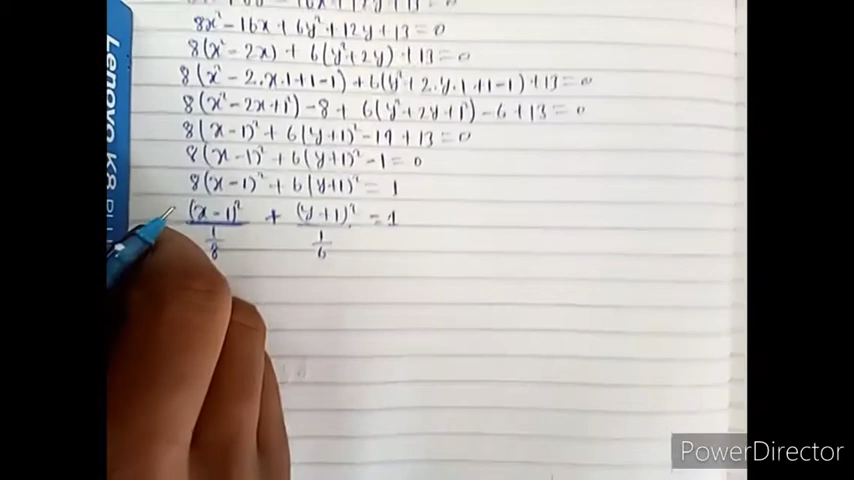 8x² - 16x + 6y² + 12y + 13 = 0
8(x² - 2x) + 6(y² + 2y) + 13 = 0
8(x² - 2.x.1 + 1 - 1) + 6(y² + 2.y.1 + 1 - 1) + 13 = 0
8(x² - 2x + 1²) - 8 + 6(y² + 2y + 1²) - 6 + 13 = 0
8(x - 1)² + 6(y + 1)² - 14 + 13 = 0
8(x - 1)² + 6(y + 1)² - 1 = 0
8(x - 1)² + 6(y + 1)² = 1
(x - 1)² + (y + 1)² = 1
1 1
8 6
Lenovo K8 PLU
PowerDirector